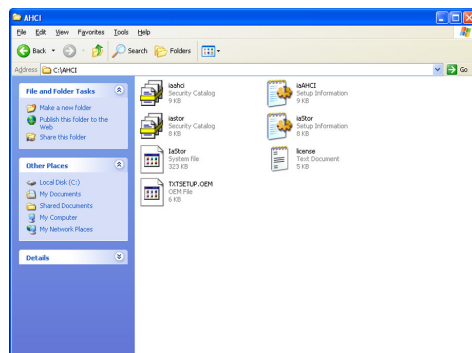 AHCI
File Edit View Favorites Tools Help
Back Search Folders
Address C:\AHCI Go
File and Folder Tasks
Make a new folder
Publish this folder to the
Web
Share this folder
Other Places
Local Disk (C:)
My Documents
Shared Documents
My Computer
My Network Places
Details
iaahci
Security Catalog
9 KB
iaAHCI
Setup Information
9 KB
iastor
Security Catalog
8 KB
iaStor
Setup Information
8 KB
IaStor
System file
323 KB
license
Text Document
5 KB
TXTSETUP.OEM
OEM File
6 KB